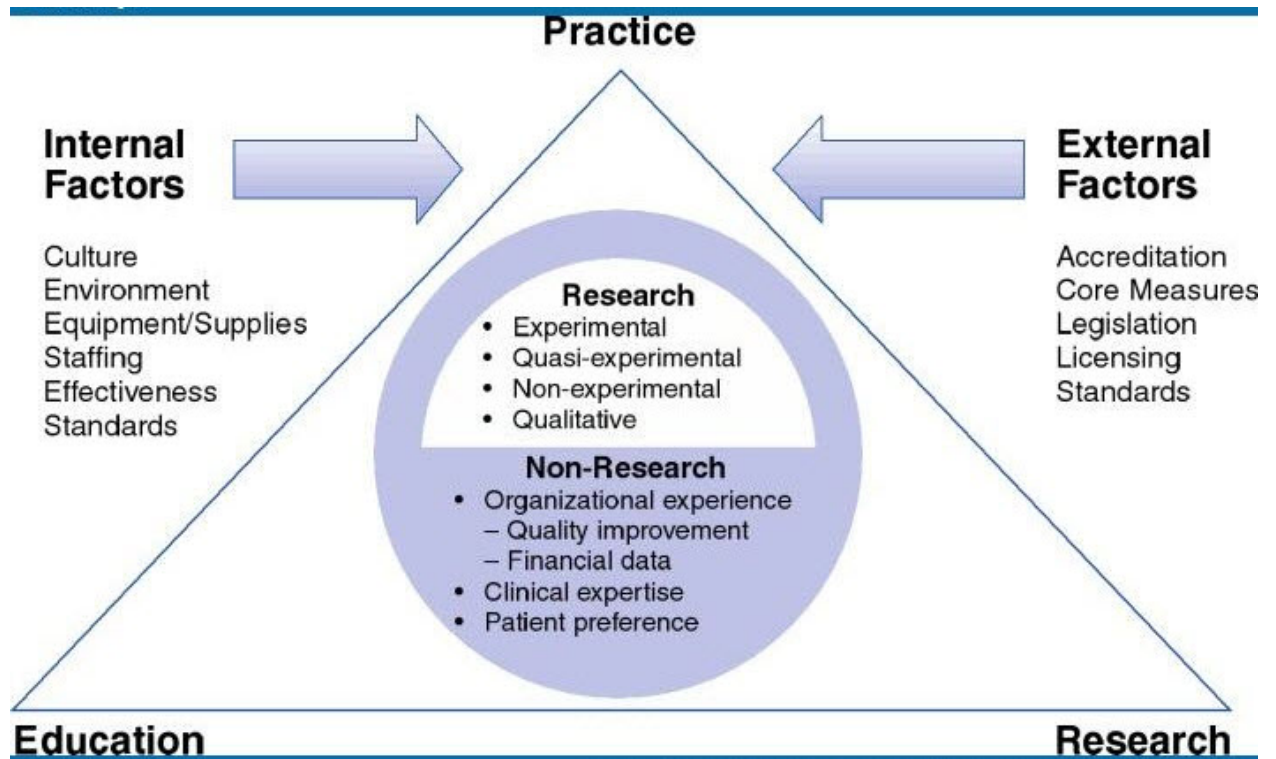 Practice
Internal
Factors
Culture
Environment
Equipment/Supplies
Staffing
Effectiveness
Standards
External
Factors
Accreditation
Core Measures
Legislation
Licensing
Standards
Research
• Experimental
• Quasi-experimental
• Non-experimental
• Qualitative
Non-Research
• Organizational experience
– Quality improvement
– Financial data
• Clinical expertise
• Patient preference
Education
Research